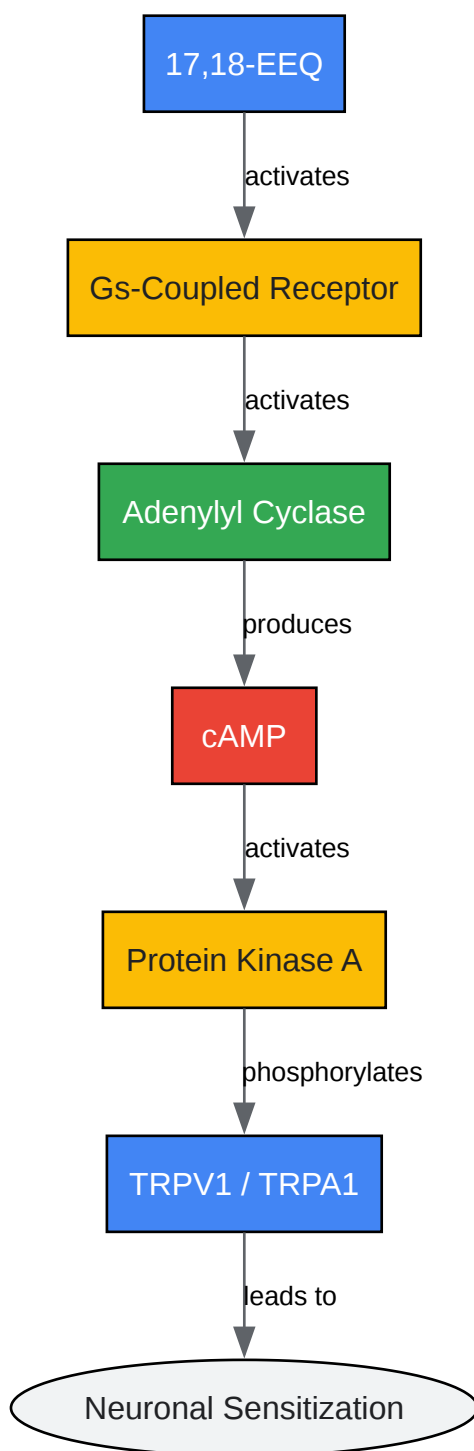 17,18-EEQ
activates
Gs-Coupled Receptor
activates
Adenylyl Cyclase
produces
cAMP
activates
Protein Kinase A
phosphorylates
TRPV1 / TRPA1
leads to
Neuronal Sensitization